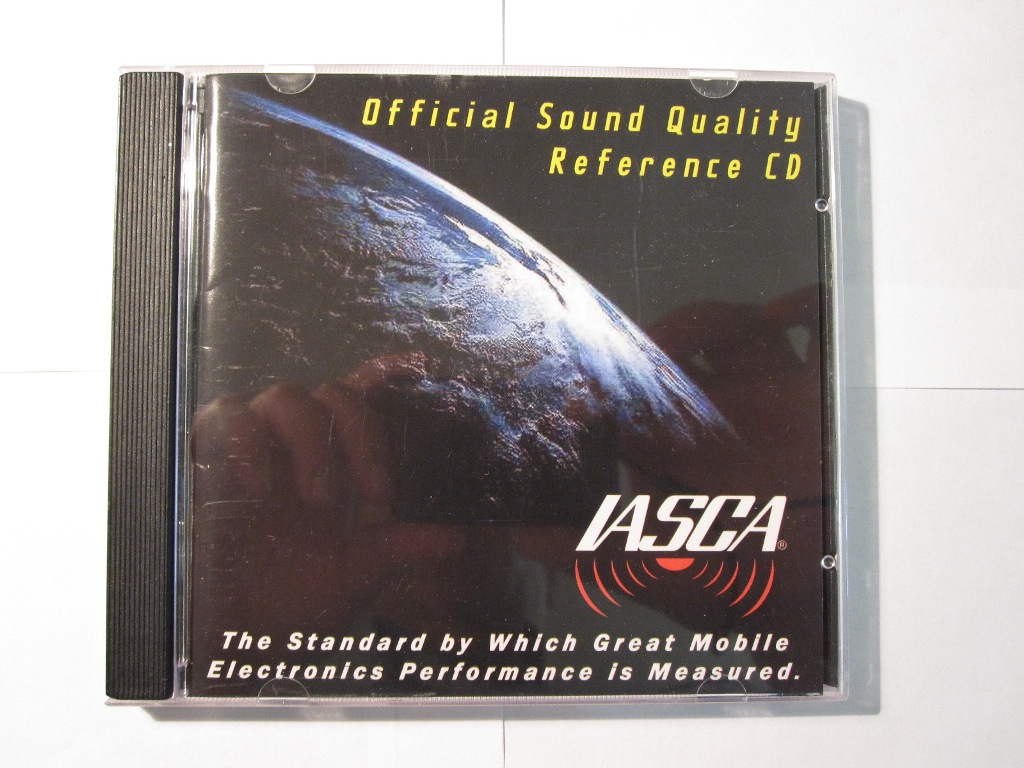 Official Sound Quality
Reference CD
IASCA®
The Standard by Which Great Mobile
Electronics Performance is Measured.